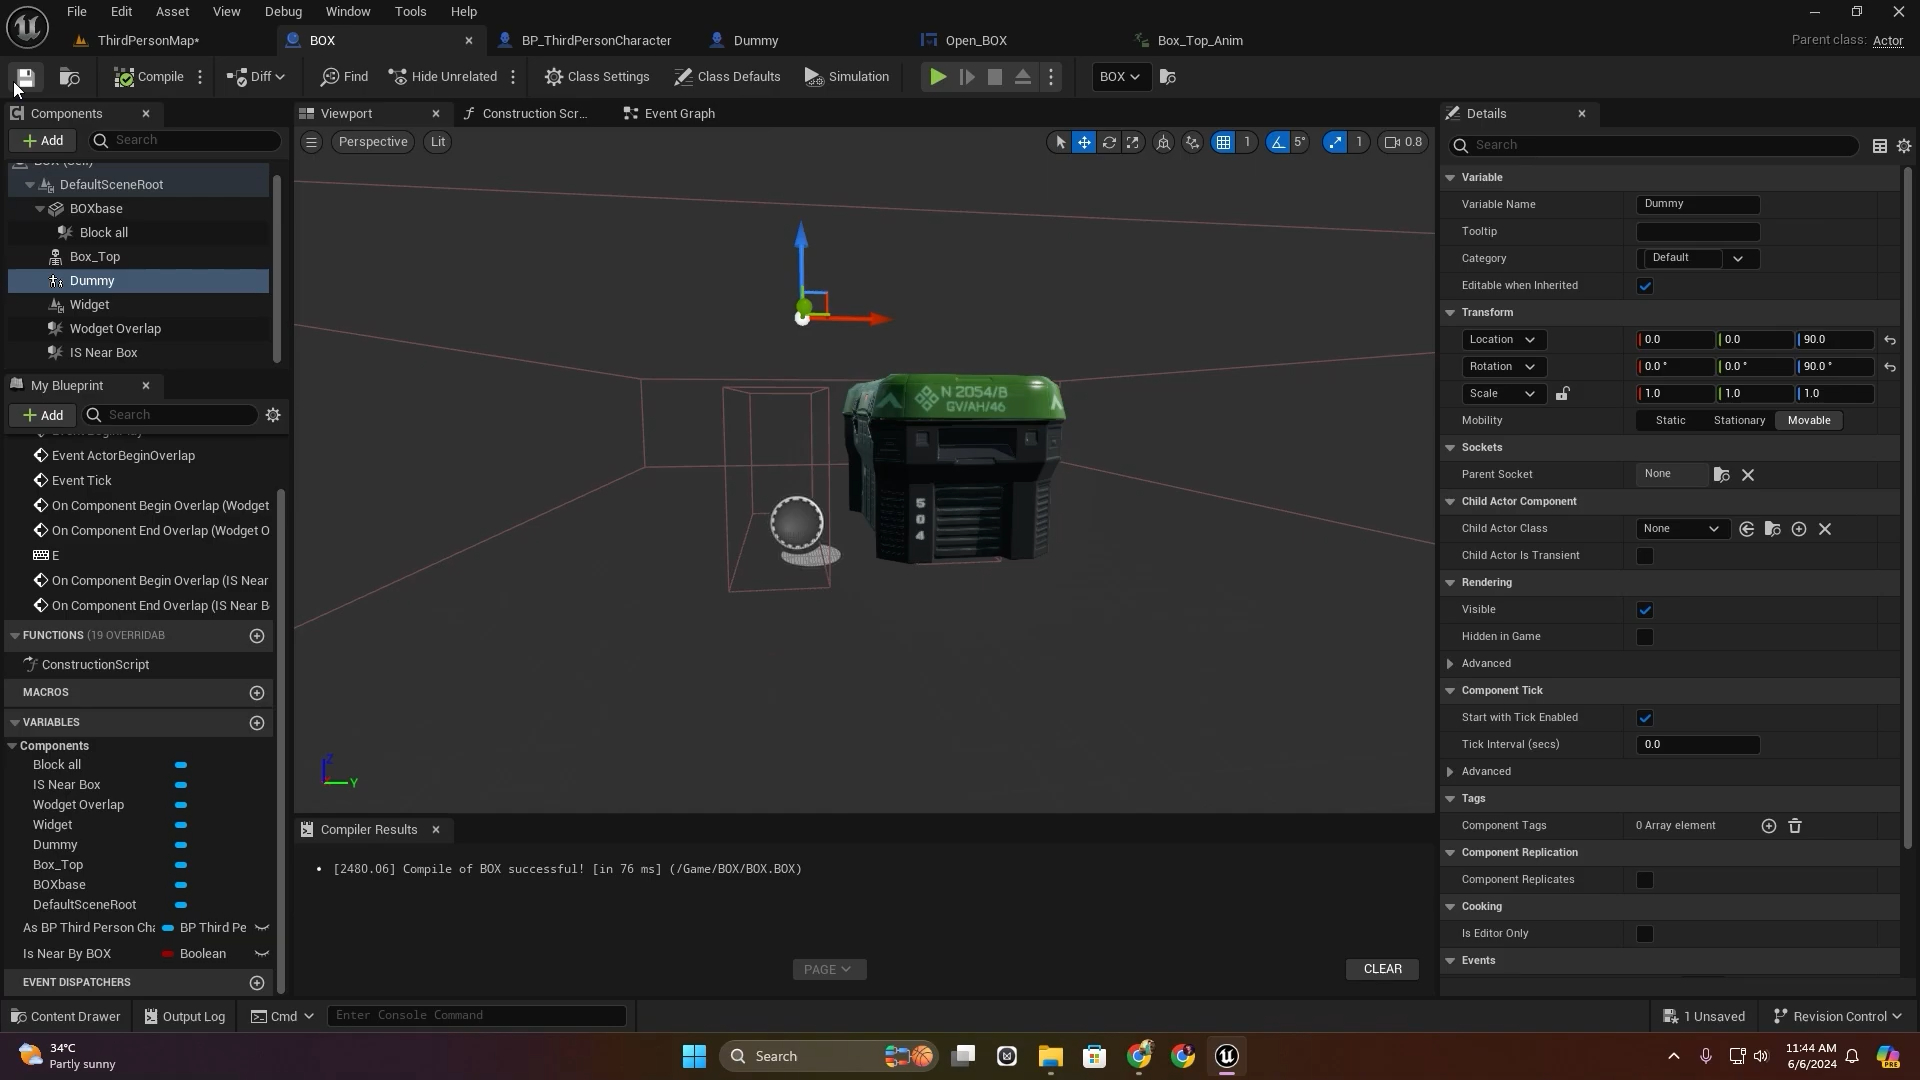 File Edit Asset View Debug Window Tools Help
ThirdPersonMap* BOX BP_ThirdPersonCharacter Dummy Open_BOX Box_Top_Anim Parent class: Actor
Compile Diff Find Hide Unrelated Class Settings Class Defaults Simulation BOX
Components
Add Search
DefaultSceneRoot
BOXbase
Block all
Box_Top
Dummy
Widget
Wodget Overlap
IS Near Box
My Blueprint
Add Search
Event ActorBeginOverlap
Event Tick
On Component Begin Overlap (Wodget
On Component End Overlap (Wodget O
E
On Component Begin Overlap (IS Near
On Component End Overlap (IS Near B
FUNCTIONS (19 OVERRIDAB
ConstructionScript
MACROS
VARIABLES
Components
Block all
IS Near Box
Wodget Overlap
Widget
Dummy
Box_Top
BOXbase
DefaultSceneRoot
As BP Third Person Cha BP Third Pe
Is Near By BOX Boolean
EVENT DISPATCHERS
Viewport Construction Scr... Event Graph
Perspective Lit 1 5° 1 0.8
N 2054/B
GV/AH/46
5
0
4
Z
Y
Compiler Results
[2480.06] Compile of BOX successful! [in 76 ms] (/Game/BOX/BOX.BOX)
PAGE CLEAR
Details
Search
Variable
Variable Name Dummy
Tooltip
Category Default
Editable when Inherited
Transform
Location 0.0 0.0 90.0
Rotation 0.0° 0.0° 90.0°
Scale 1.0 1.0 1.0
Mobility Static Stationary Movable
Sockets
Parent Socket None
Child Actor Component
Child Actor Class None
Child Actor Is Transient
Rendering
Visible
Hidden in Game
Advanced
Component Tick
Start with Tick Enabled
Tick Interval (secs) 0.0
Advanced
Tags
Component Tags 0 Array element
Component Replication
Component Replicates
Cooking
Is Editor Only
Events
Content Drawer Output Log Cmd Enter Console Command 1 Unsaved Revision Control
34°C
Partly sunny
Search
11:44 AM
6/6/2024
PRE